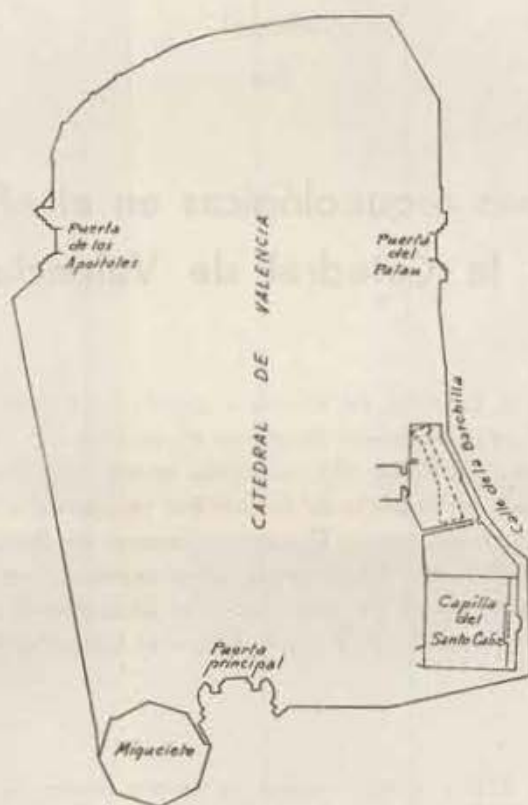 Puerta
de los
Apóstoles
CATEDRAL DE VALENCIA
Puerta
del
Palau
Calle de la Barchilla
Capilla
del
Santo Cáliz
Puerta
principal
Miguelete